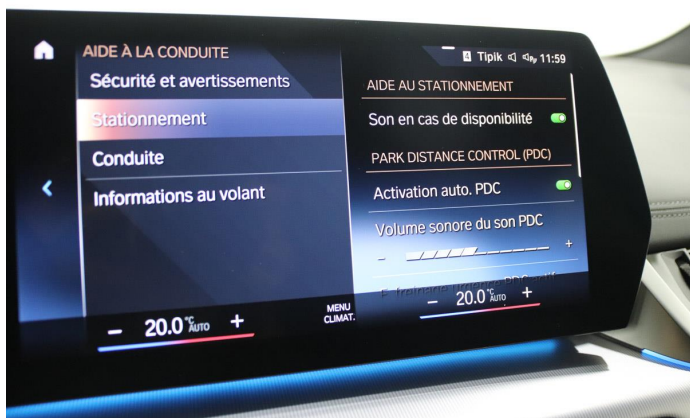 AIDE À LA CONDUITE
Sécurité et avertissements
Stationnement
Conduite
Informations au volant
4 Tipik 11:59
AIDE AU STATIONNEMENT
Son en cas de disponibilité
PARK DISTANCE CONTROL (PDC)
Activation auto. PDC
Volume sonore du son PDC
- +
- 20.0 °C AUTO +
MENU
CLIMAT.
- 20.0 °C AUTO +